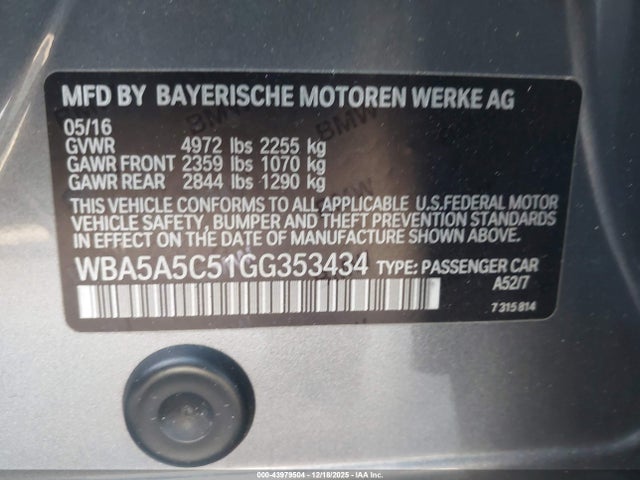 MFD BY BAYERISCHE MOTOREN WERKE AG
05/16
GVWR 4972 lbs 2255 kg
GAWR FRONT 2359 lbs 1070 kg
GAWR REAR 2844 lbs 1290 kg
THIS VEHICLE CONFORMS TO ALL APPLICABLE U.S.FEDERAL MOTOR
VEHICLE SAFETY, BUMPER AND THEFT PREVENTION STANDARDS
IN EFFECT ON THE DATE OF MANUFACTURE SHOWN ABOVE.
WBA5A5C51GG353434 TYPE: PASSENGER CAR
A52/7
7 315 814
000-43979504 - 12/18/2025 - IAAI Copart